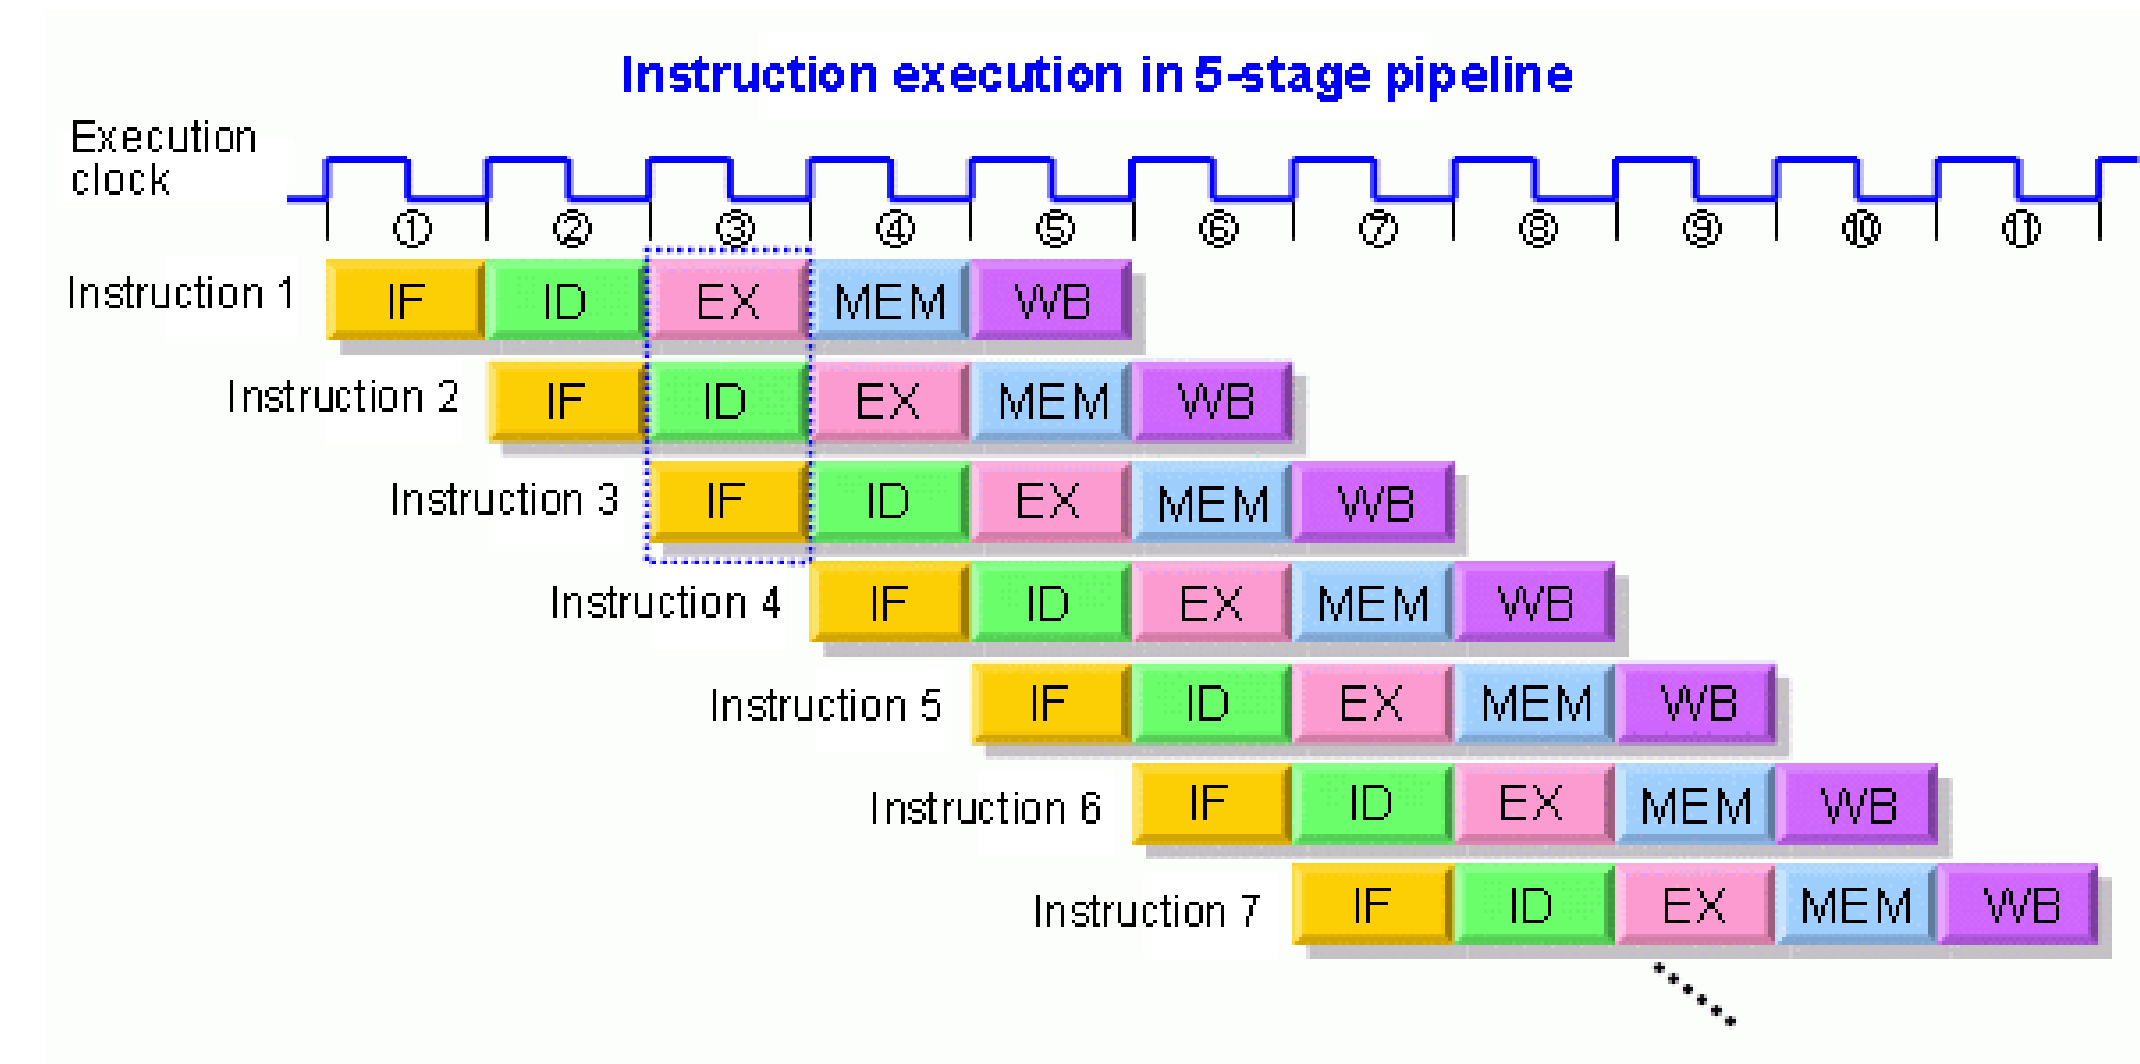 Instruction execution in 5-stage pipeline
Execution
clock
① ② ③ ④ ⑤ ⑥ ⑦ ⑧ ⑨ ⑩ ⑪
Instruction 1 IF ID EX MEM WB
Instruction 2 IF ID EX MEM WB
Instruction 3 IF ID EX MEM WB
Instruction 4 IF ID EX MEM WB
Instruction 5 IF ID EX MEM WB
Instruction 6 IF ID EX MEM WB
Instruction 7 IF ID EX MEM WB